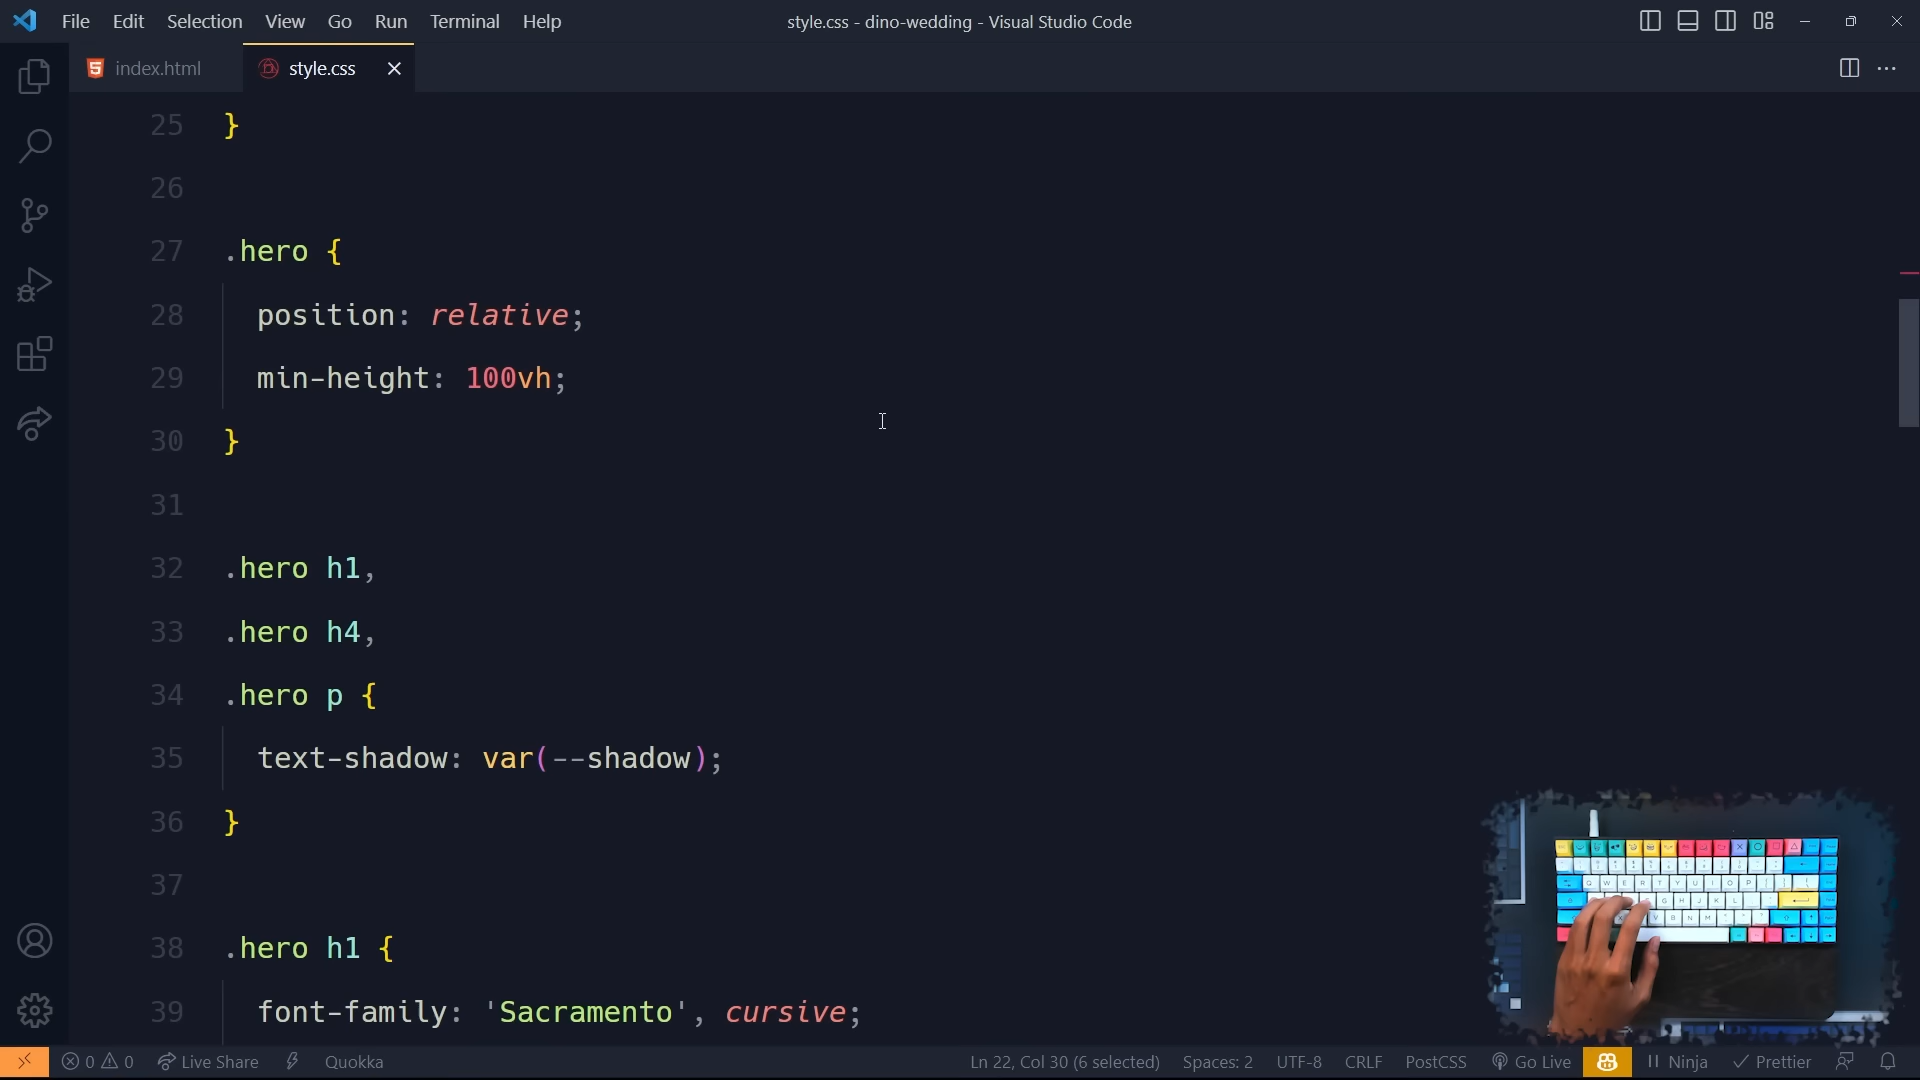 File Edit Selection View Go Run Terminal Help
style.css - dino-wedding - Visual Studio Code
index.html
style.css
25 }
26
27 .hero {
28 position: relative;
29 min-height: 100vh;
30 }
31
32 .hero h1,
33 .hero h4,
34 .hero p {
35 text-shadow: var(--shadow);
36 }
37
38 .hero h1 {
39 font-family: 'Sacramento', cursive;
0 0 Live Share Quokka
Ln 22, Col 30 (6 selected) Spaces: 2 UTF-8 CRLF PostCSS Go Live Ninja Prettier